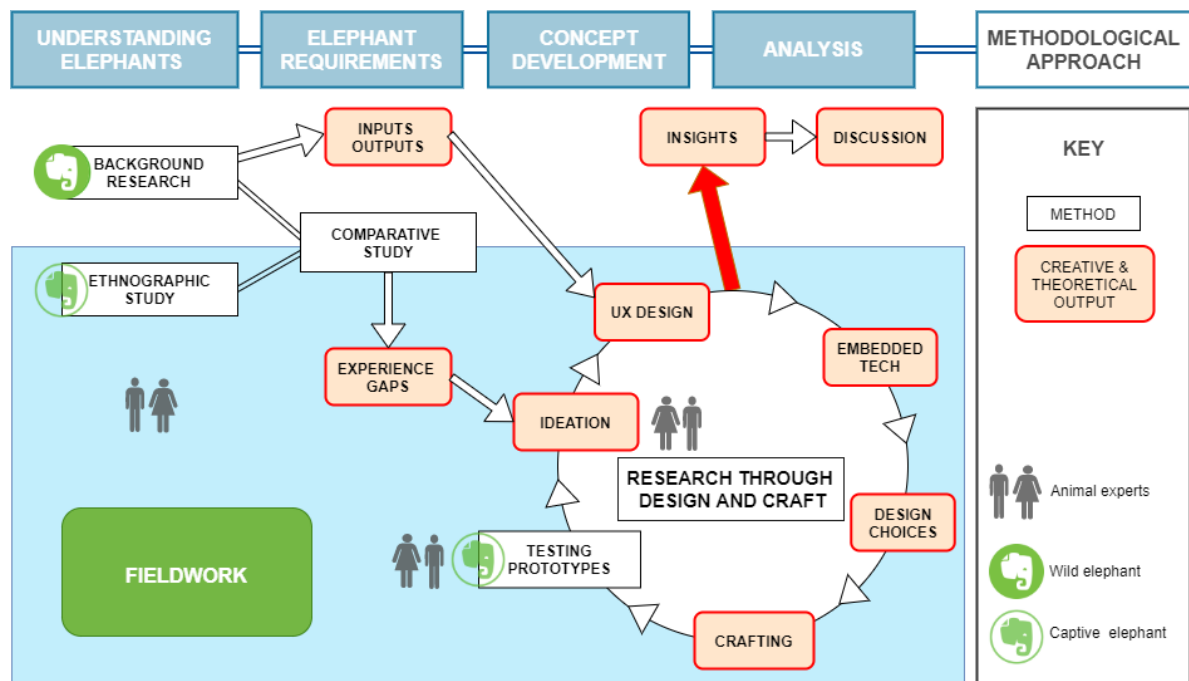 UNDERSTANDING
ELEPHANTS
ELEPHANT
REQUIREMENTS
CONCEPT
DEVELOPMENT
ANALYSIS
METHODOLOGICAL
APPROACH
INPUTS
OUTPUTS
INSIGHTS
DISCUSSION
BACKGROUND
RESEARCH
COMPARATIVE
STUDY
ETHNOGRAPHIC
STUDY
UX DESIGN
EMBEDDED
TECH
EXPERIENCE
GAPS
IDEATION
RESEARCH THROUGH
DESIGN AND CRAFT
DESIGN
CHOICES
TESTING
PROTOTYPES
FIELDWORK
CRAFTING
KEY
METHOD
CREATIVE &
THEORETICAL
OUTPUT
Animal experts
Wild elephant
Captive elephant